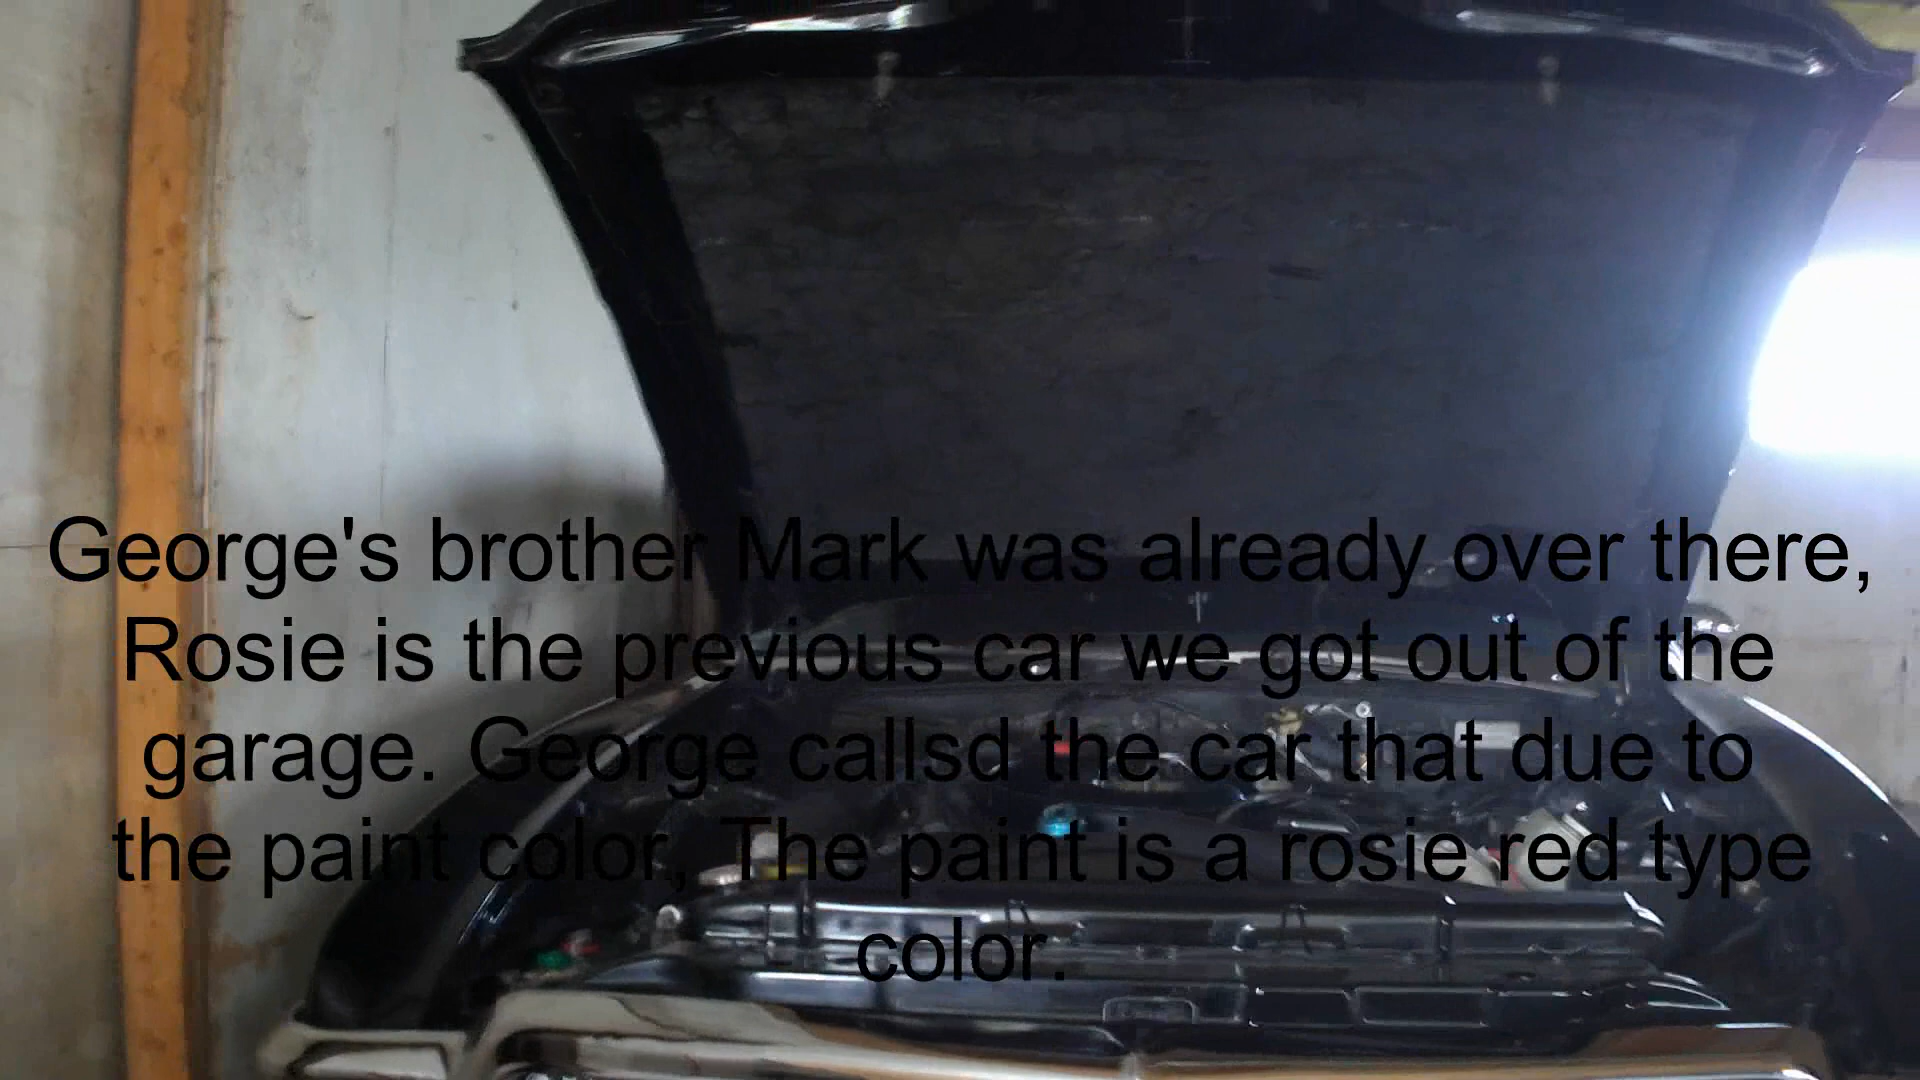 George's brother Mark was already over there,
Rosie is the previous car we got out of the
garage. George callsd the car that due to
the paint color, The paint is a rosie red type
color.